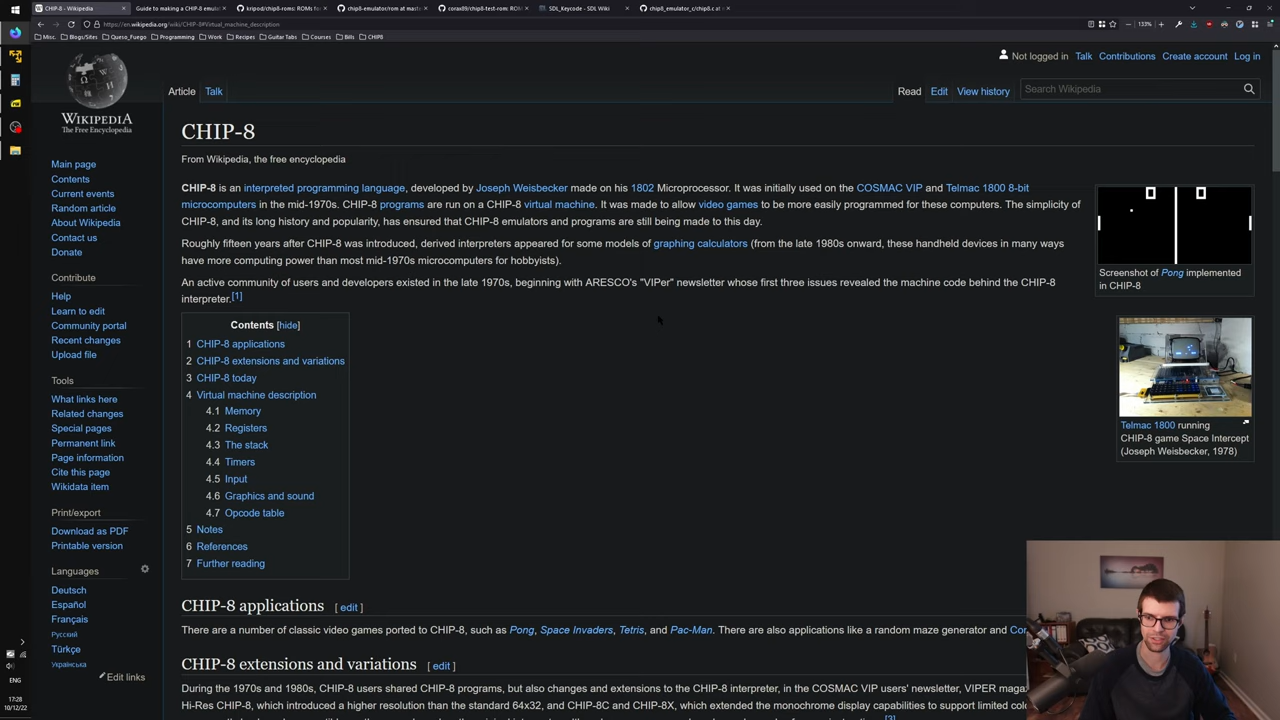 CHIP-8 - Wikipedia
Guide to making a CHIP-8 emul
kripod/chip8-roms: ROMs fo
chip8-emulator/rom at master
corax89/chip8-test-rom: ROM
SDL_Keycode - SDL Wiki
chip8_emulator_c/chip8.c at
https://en.wikipedia.org/wiki/CHIP-8#Virtual_machine_description
133%
Misc.
Blogs/Sites
Queso_Fuego
Programming
Work
Recipes
Guitar Tabs
Courses
Bills
CHIP8
Not logged in
Talk
Contributions
Create account
Log in
WIKIPEDIA
The Free Encyclopedia
Article
Talk
Read
Edit
View history
Search Wikipedia
CHIP-8
From Wikipedia, the free encyclopedia
CHIP-8 is an interpreted programming language, developed by Joseph Weisbecker made on his 1802 Microprocessor. It was initially used on the COSMAC VIP and Telmac 1800 8-bit
microcomputers in the mid-1970s. CHIP-8 programs are run on a CHIP-8 virtual machine. It was made to allow video games to be more easily programmed for these computers. The simplicity
of CHIP-8, and its long history and popularity, has ensured that CHIP-8 emulators and programs are still being made to this day.
Roughly fifteen years after CHIP-8 was introduced, derived interpreters appeared for some models of graphing calculators (from the late 1980s onward, these handheld devices in many ways
have more computing power than most mid-1970s microcomputers for hobbyists).
An active community of users and developers existed in the late 1970s, beginning with ARESCO's "VIPer" newsletter whose first three issues revealed the machine code behind the CHIP-8
interpreter.[1]
Screenshot of Pong implemented
in CHIP-8
Telmac 1800 running
CHIP-8 game Space Intercept
(Joseph Weisbecker, 1978)
Main page
Contents
Current events
Random article
About Wikipedia
Contact us
Donate
Contribute
Help
Learn to edit
Community portal
Recent changes
Upload file
Tools
What links here
Related changes
Special pages
Permanent link
Page information
Cite this page
Wikidata item
Print/export
Download as PDF
Printable version
Languages
Deutsch
Español
Français
Русский
Türkçe
Українська
Edit links
Contents [hide]
1 CHIP-8 applications
2 CHIP-8 extensions and variations
3 CHIP-8 today
4 Virtual machine description
4.1 Memory
4.2 Registers
4.3 The stack
4.4 Timers
4.5 Input
4.6 Graphics and sound
4.7 Opcode table
5 Notes
6 References
7 Further reading
CHIP-8 applications [ edit ]
There are a number of classic video games ported to CHIP-8, such as Pong, Space Invaders, Tetris, and Pac-Man. There are also applications like a random maze generator and Con
CHIP-8 extensions and variations [ edit ]
During the 1970s and 1980s, CHIP-8 users shared CHIP-8 programs, but also changes and extensions to the CHIP-8 interpreter, in the COSMAC VIP users' newsletter, VIPER maga
Hi-Res CHIP-8, which introduced a higher resolution than the standard 64x32, and CHIP-8C and CHIP-8X, which extended the monochrome display capabilities to support limited colo
[3]
ENG
17:28
10/12/22